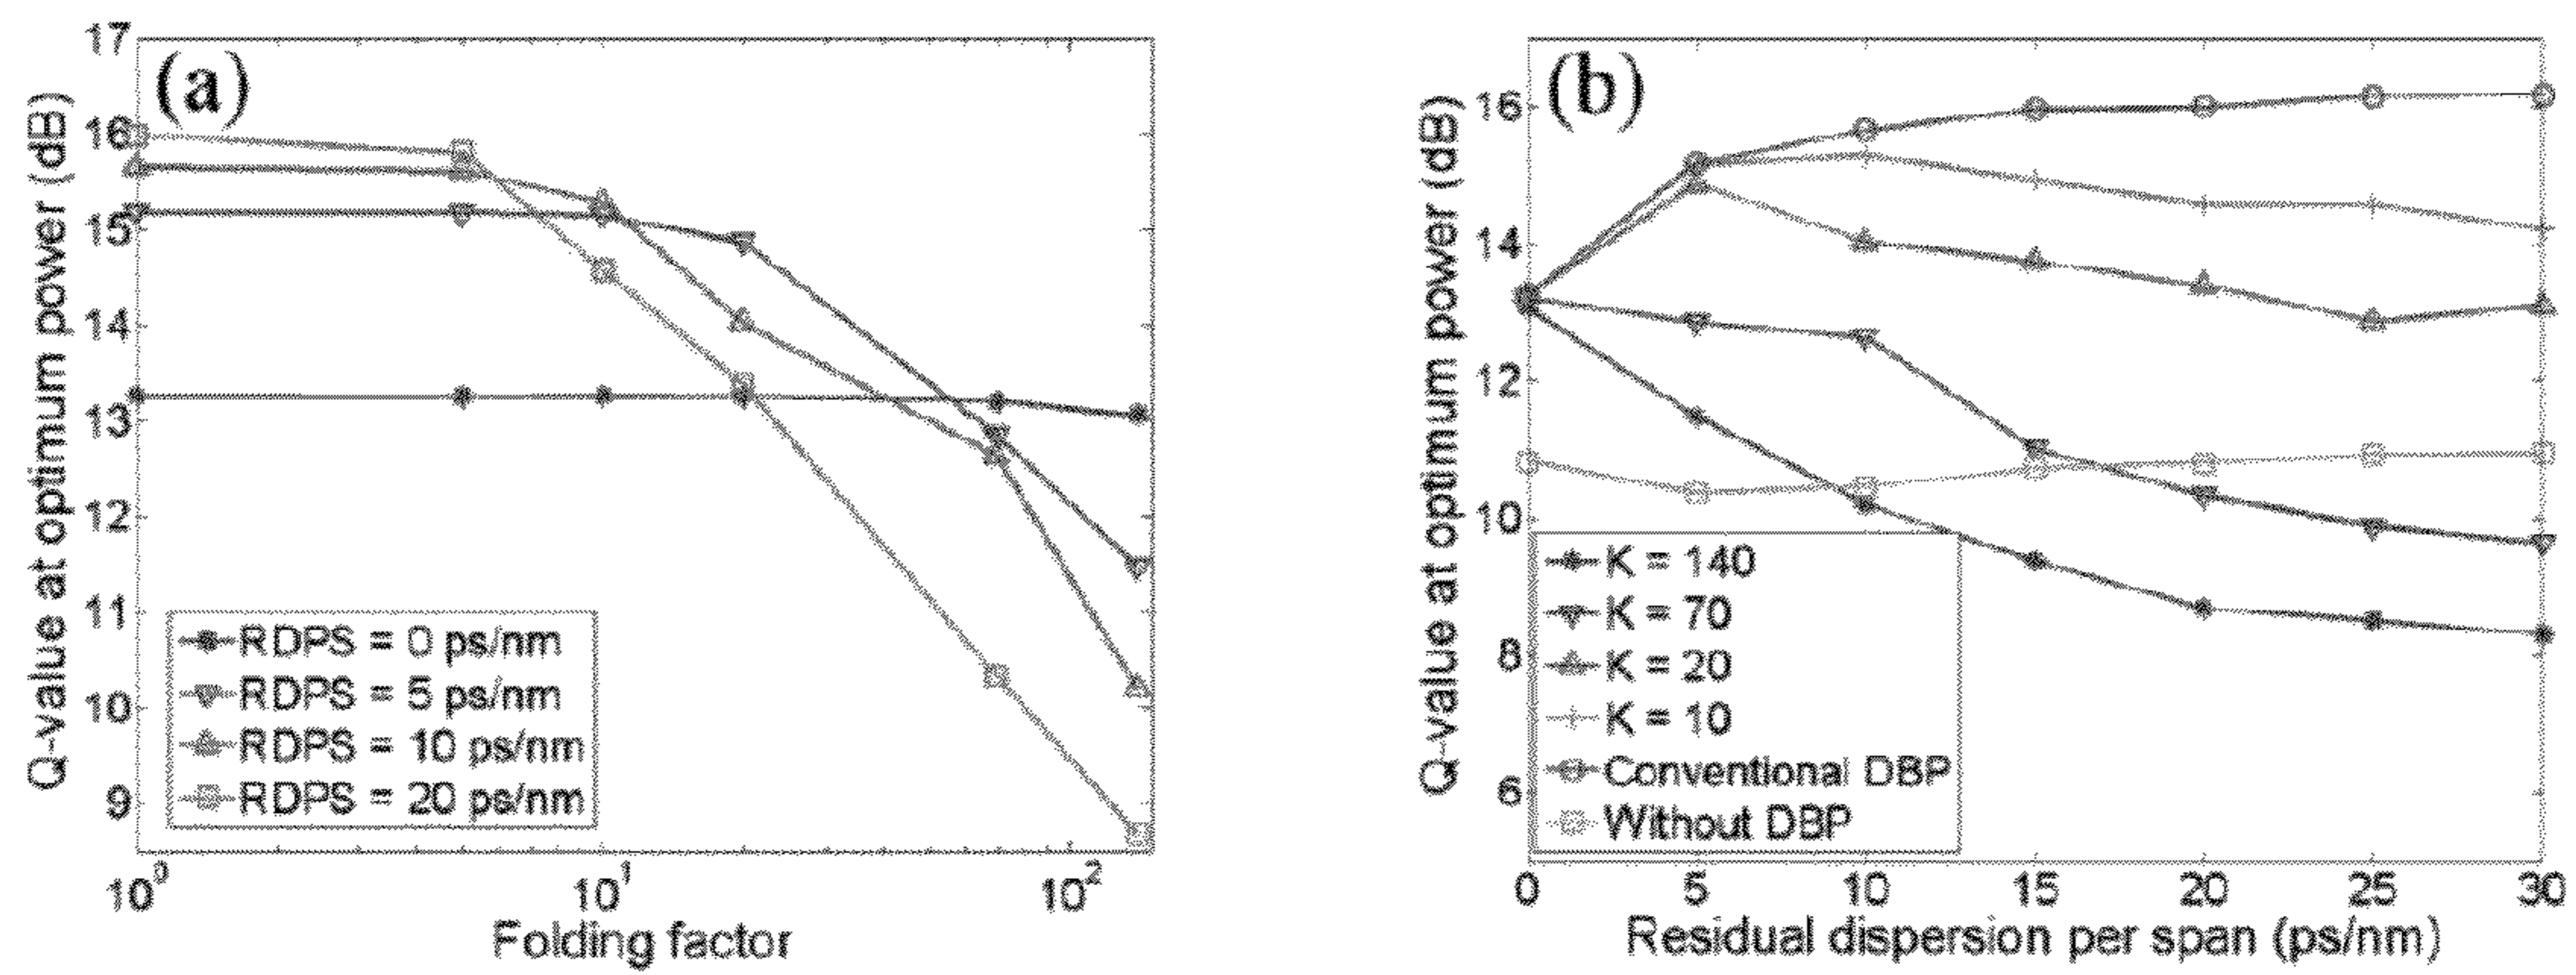 (a)
Q-value at optimum power (dB)
17
16
15
14
13
12
11
10
9
RDPS = 0 ps/nm
RDPS = 5 ps/nm
RDPS = 10 ps/nm
RDPS = 20 ps/nm
10^0 10^1 10^2
Folding factor
(b)
Q-value at optimum power (dB)
16
14
12
10
8
6
K = 140
K = 70
K = 20
K = 10
Conventional DBP
Without DBP
0 5 10 15 20 25 30
Residual dispersion per span (ps/nm)